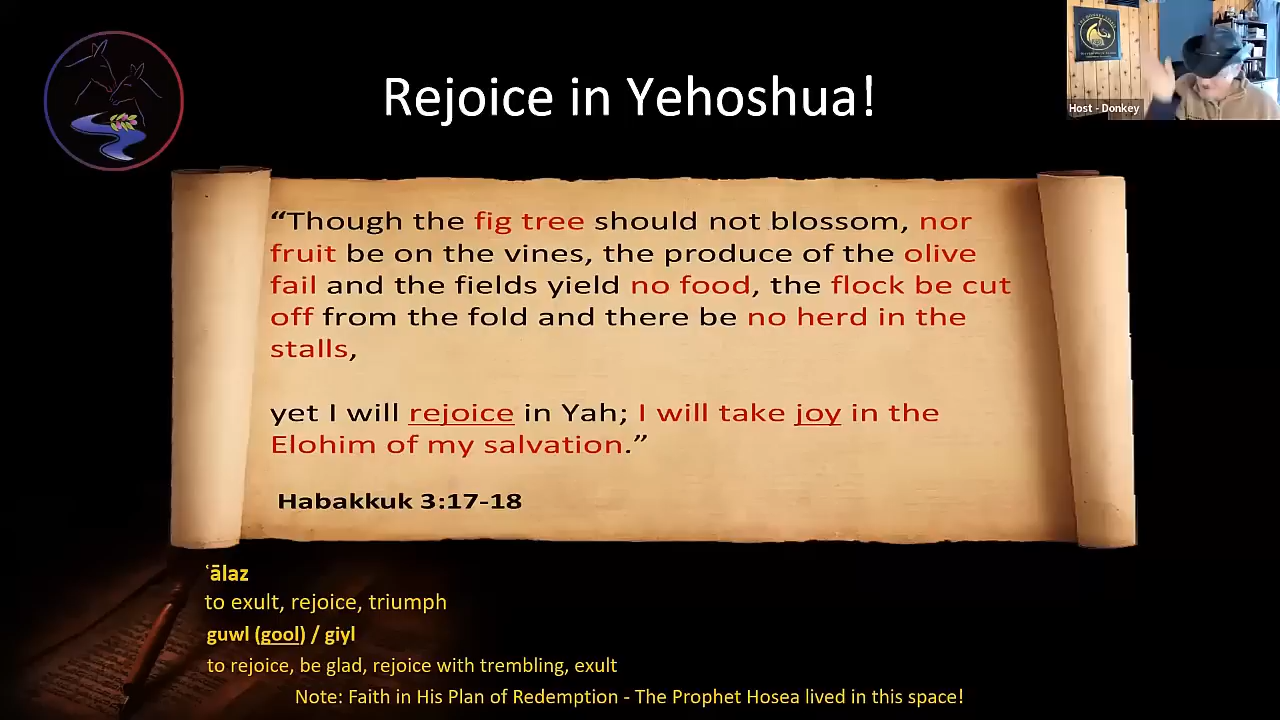 Rejoice in Yehoshua!
Host - Donkey
“Though the fig tree should not blossom, nor
fruit be on the vines, the produce of the olive
fail and the fields yield no food, the flock be cut
off from the fold and there be no herd in the
stalls,
yet I will rejoice in Yah; I will take joy in the
Elohim of my salvation.”
Habakkuk 3:17-18
ʿālaz
to exult, rejoice, triumph
guwl (gool) / giyl
to rejoice, be glad, rejoice with trembling, exult
Note: Faith in His Plan of Redemption - The Prophet Hosea lived in this space!